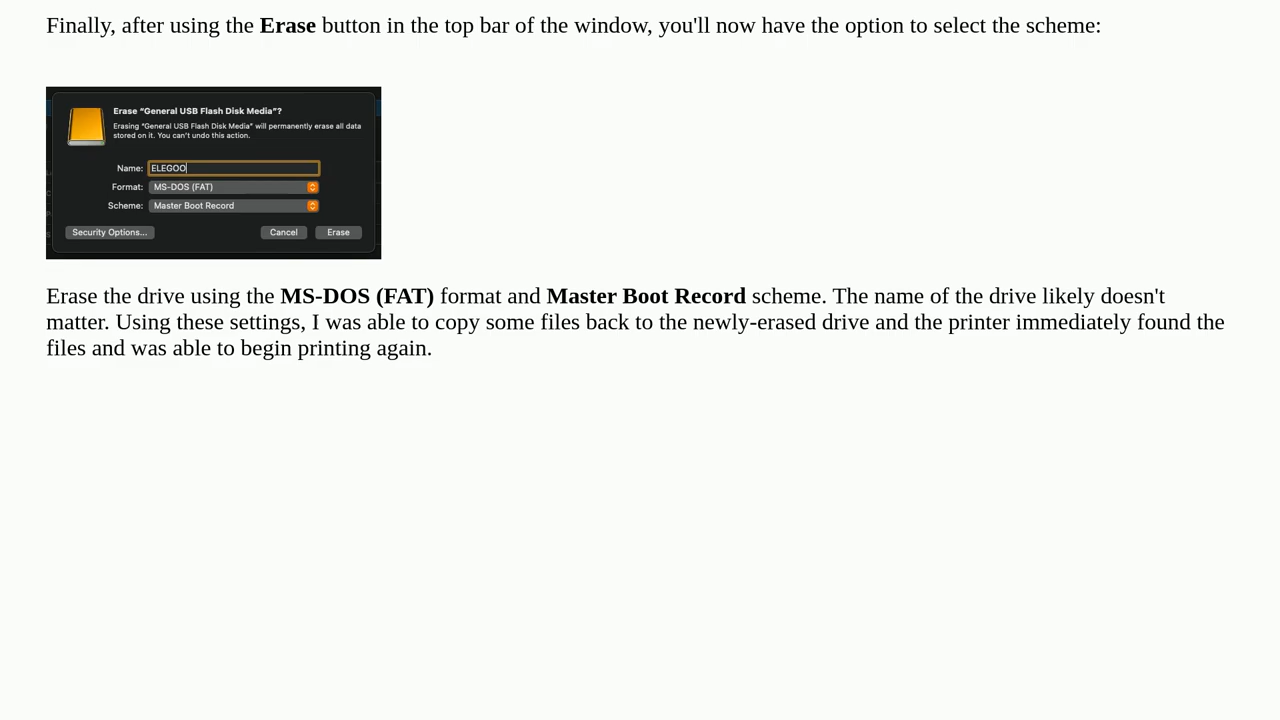 Finally, after using the Erase button in the top bar of the window, you'll now have the option to select the scheme:
Erase “General USB Flash Disk Media”?
Erasing “General USB Flash Disk Media” will permanently erase all data
stored on it. You can’t undo this action.
Name: ELEGOO
Format: MS-DOS (FAT)
Scheme: Master Boot Record
Security Options... Cancel Erase
Erase the drive using the MS-DOS (FAT) format and Master Boot Record scheme. The name of the drive likely doesn't
matter. Using these settings, I was able to copy some files back to the newly-erased drive and the printer immediately found the
files and was able to begin printing again.